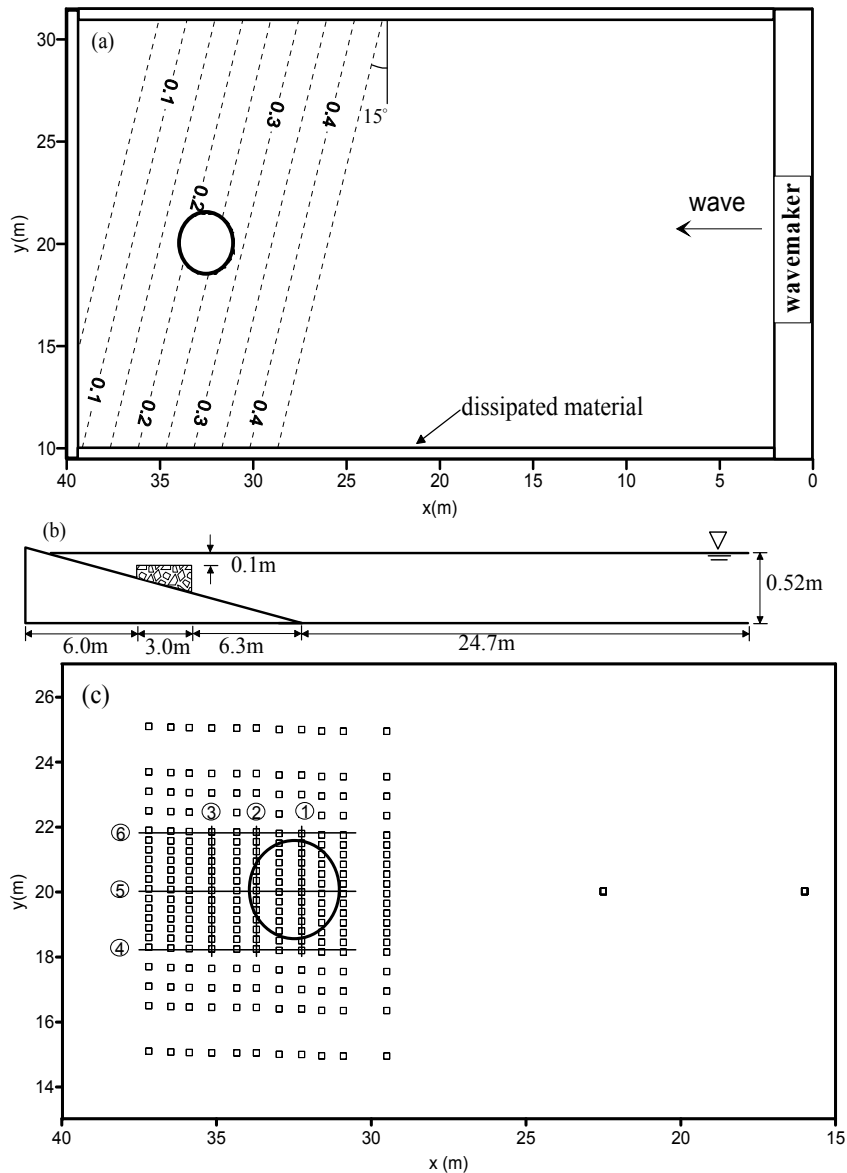 (a)
30
25
20
15
10
y(m)
0.1
0.3
0.4
0.2
0.1
0.2
0.3
0.4
15°
wave
wavemaker
dissipated material
40 35 30 25 20 15 10 5 0
x(m)
(b)
0.1m
0.52m
6.0m 3.0m 6.3m 24.7m
(c)
26
24
22
20
18
16
14
y(m)
③ ② ①
⑥
⑤
④
40 35 30 25 20 15
x (m)